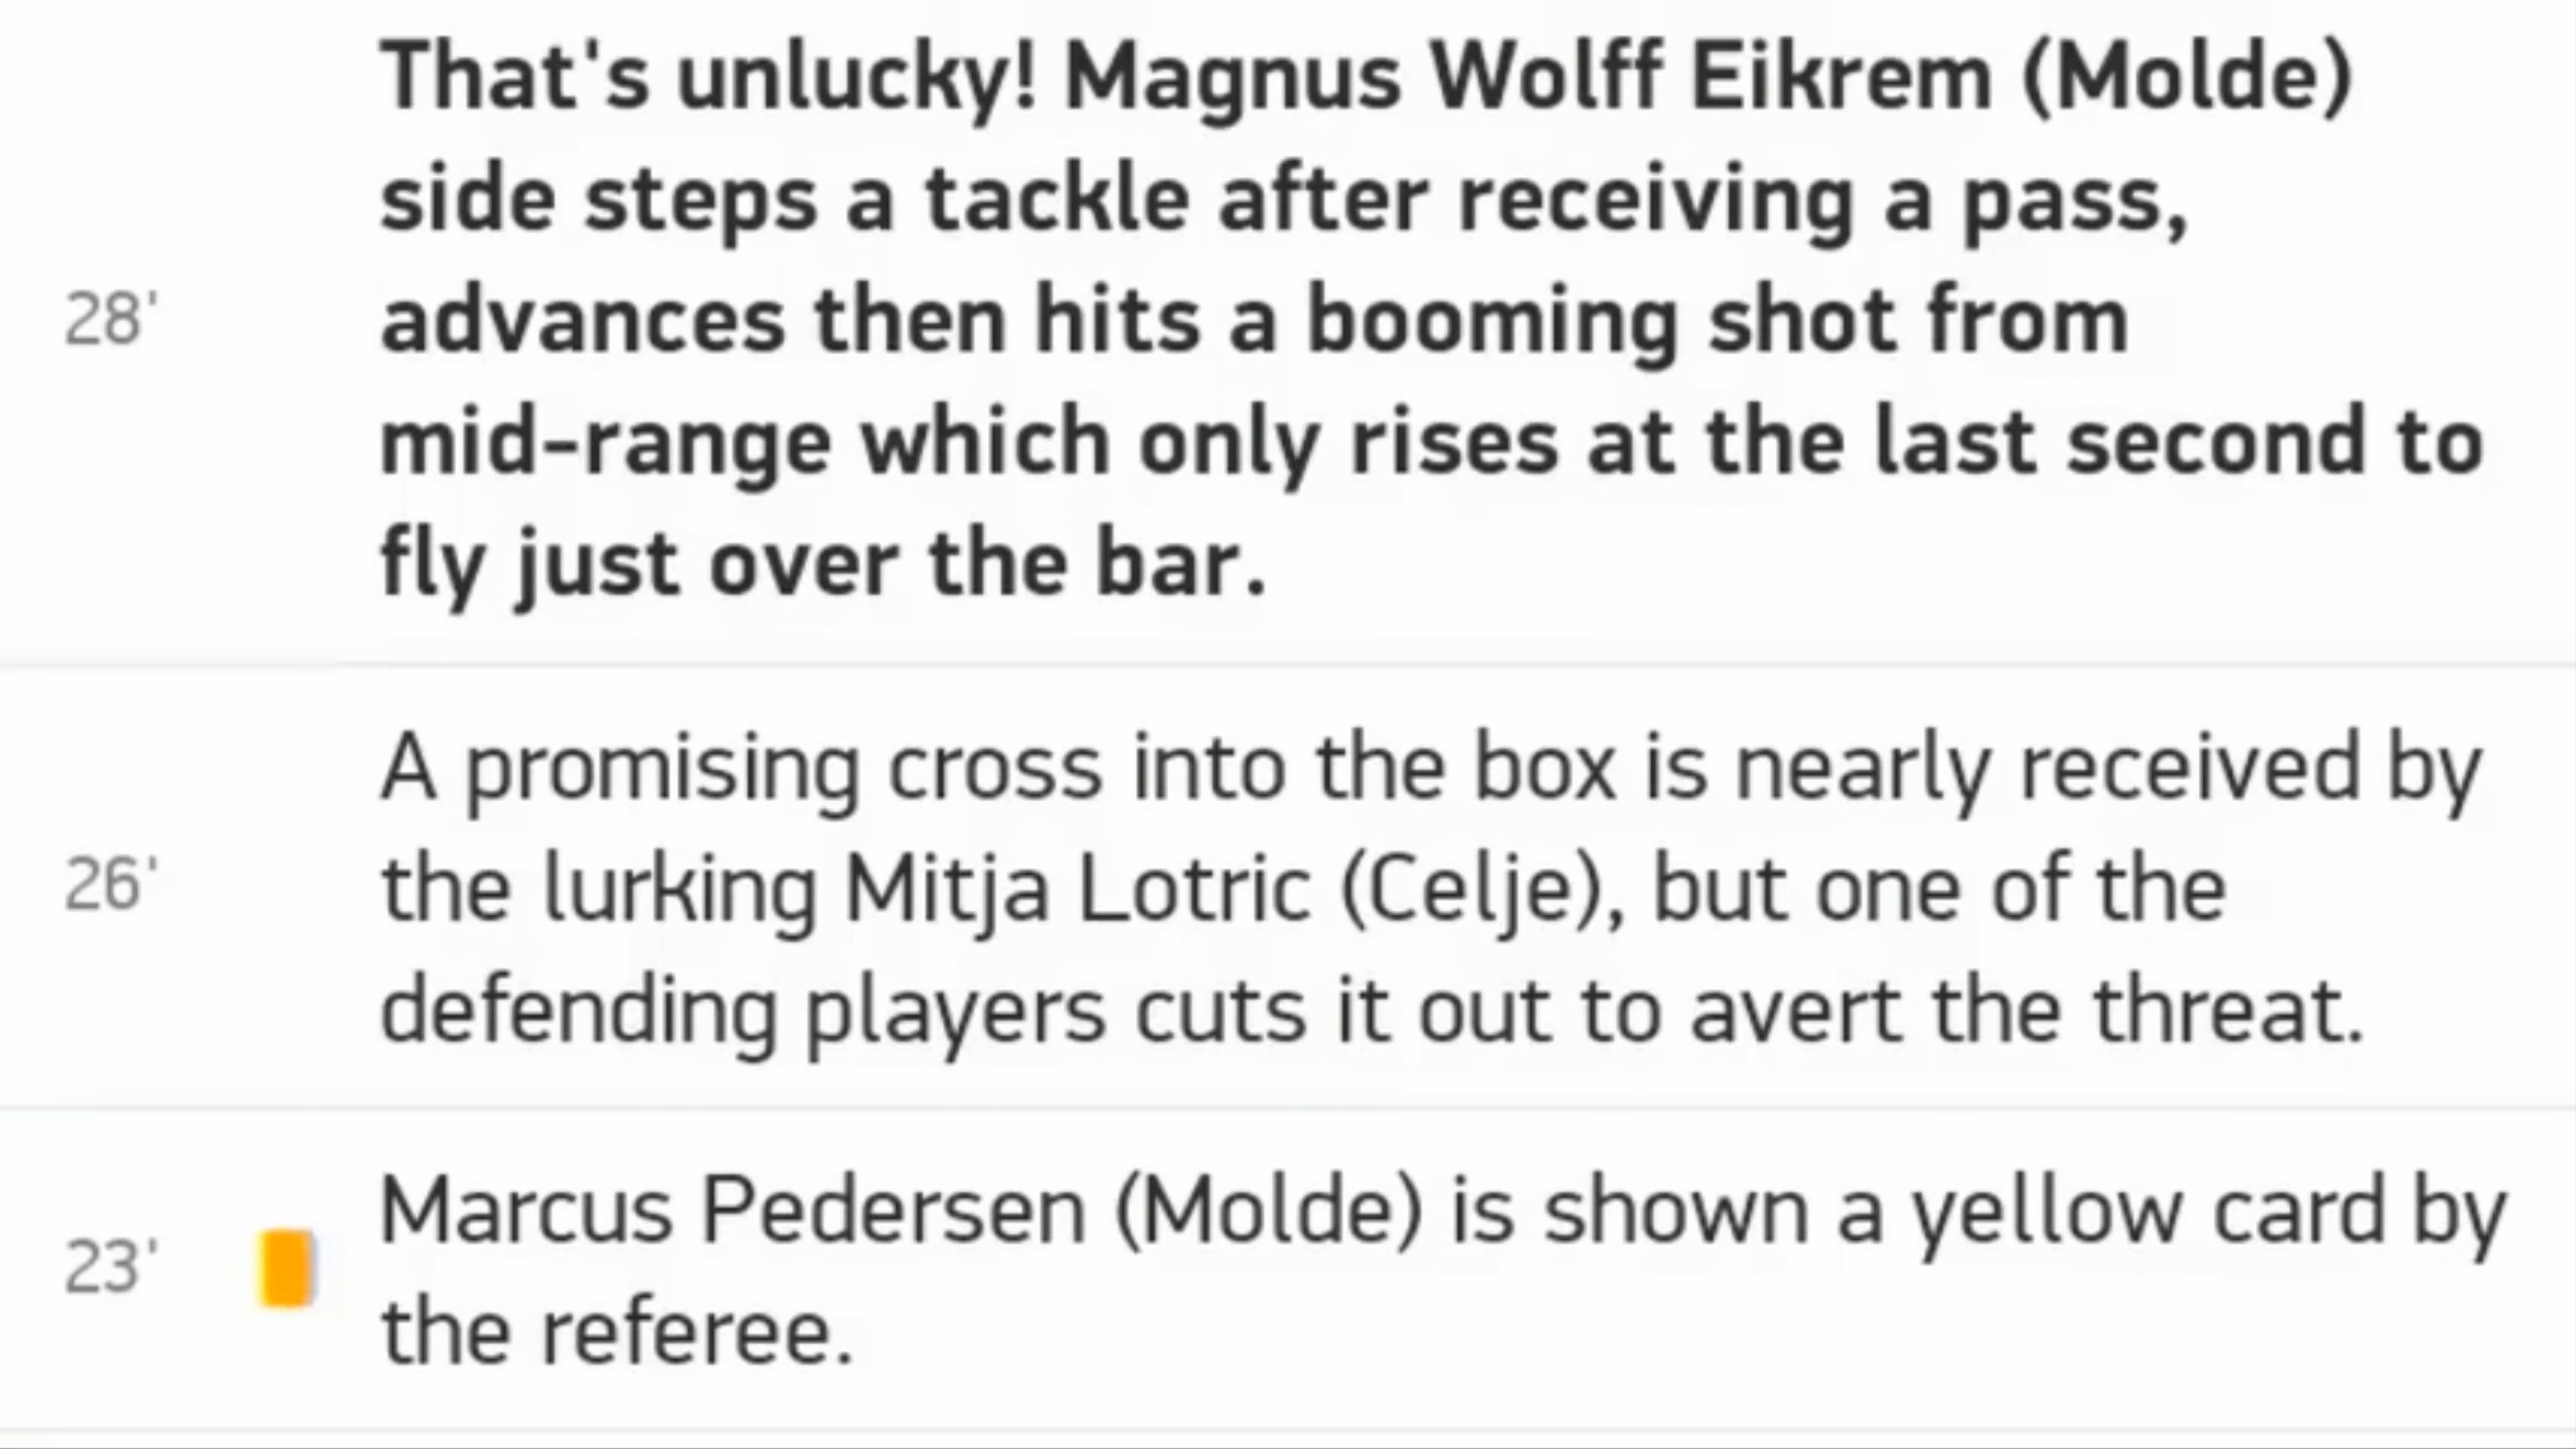 That's unlucky! Magnus Wolff Eikrem (Molde)
side steps a tackle after receiving a pass,
28'
advances then hits a booming shot from
mid-range which only rises at the last second to
fly just over the bar.
A promising cross into the box is nearly received by
26'
the lurking Mitja Lotric (Celje), but one of the
defending players cuts it out to avert the threat.
23'
Marcus Pedersen (Molde) is shown a yellow card by
the referee.